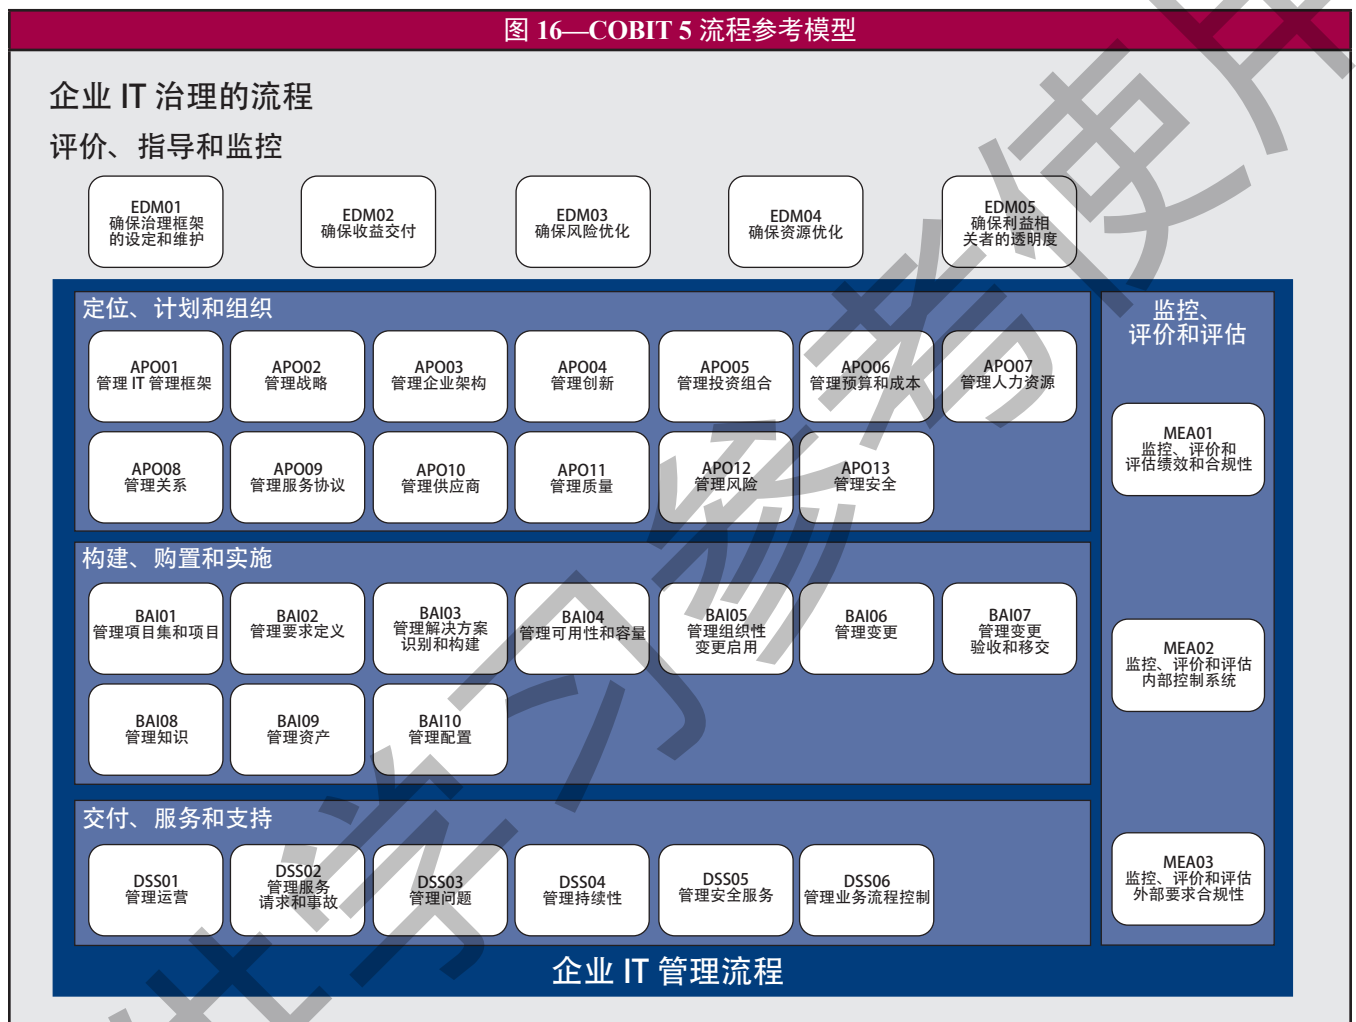 图 16—COBIT 5 流程参考模型
企业 IT 治理的流程
评价、指导和监控
EDM01
确保治理框架
的设定和维护
EDM02
确保收益交付
EDM03
确保风险优化
EDM04
确保资源优化
EDM05
确保利益相
关者的透明度
定位、计划和组织
APO01
管理 IT 管理框架
APO02
管理战略
APO03
管理企业架构
APO04
管理创新
APO05
管理投资组合
APO06
管理预算和成本
APO07
管理人力资源
APO08
管理关系
APO09
管理服务协议
APO10
管理供应商
APO11
管理质量
APO12
管理风险
APO13
管理安全
构建、购置和实施
BAI01
管理项目集和项目
BAI02
管理要求定义
BAI03
管理解决方案
识别和构建
BAI04
管理可用性和容量
BAI05
管理组织性
变更启用
BAI06
管理变更
BAI07
管理变更
验收和移交
BAI08
管理知识
BAI09
管理资产
BAI10
管理配置
交付、服务和支持
DSS01
管理运营
DSS02
管理服务
请求和事故
DSS03
管理问题
DSS04
管理持续性
DSS05
管理安全服务
DSS06
管理业务流程控制
监控、
评价和评估
MEA01
监控、评价和
评估绩效和合规性
MEA02
监控、评价和评估
内部控制系统
MEA03
监控、评价和评估
外部要求合规性
企业 IT 管理流程
供学习参考使用